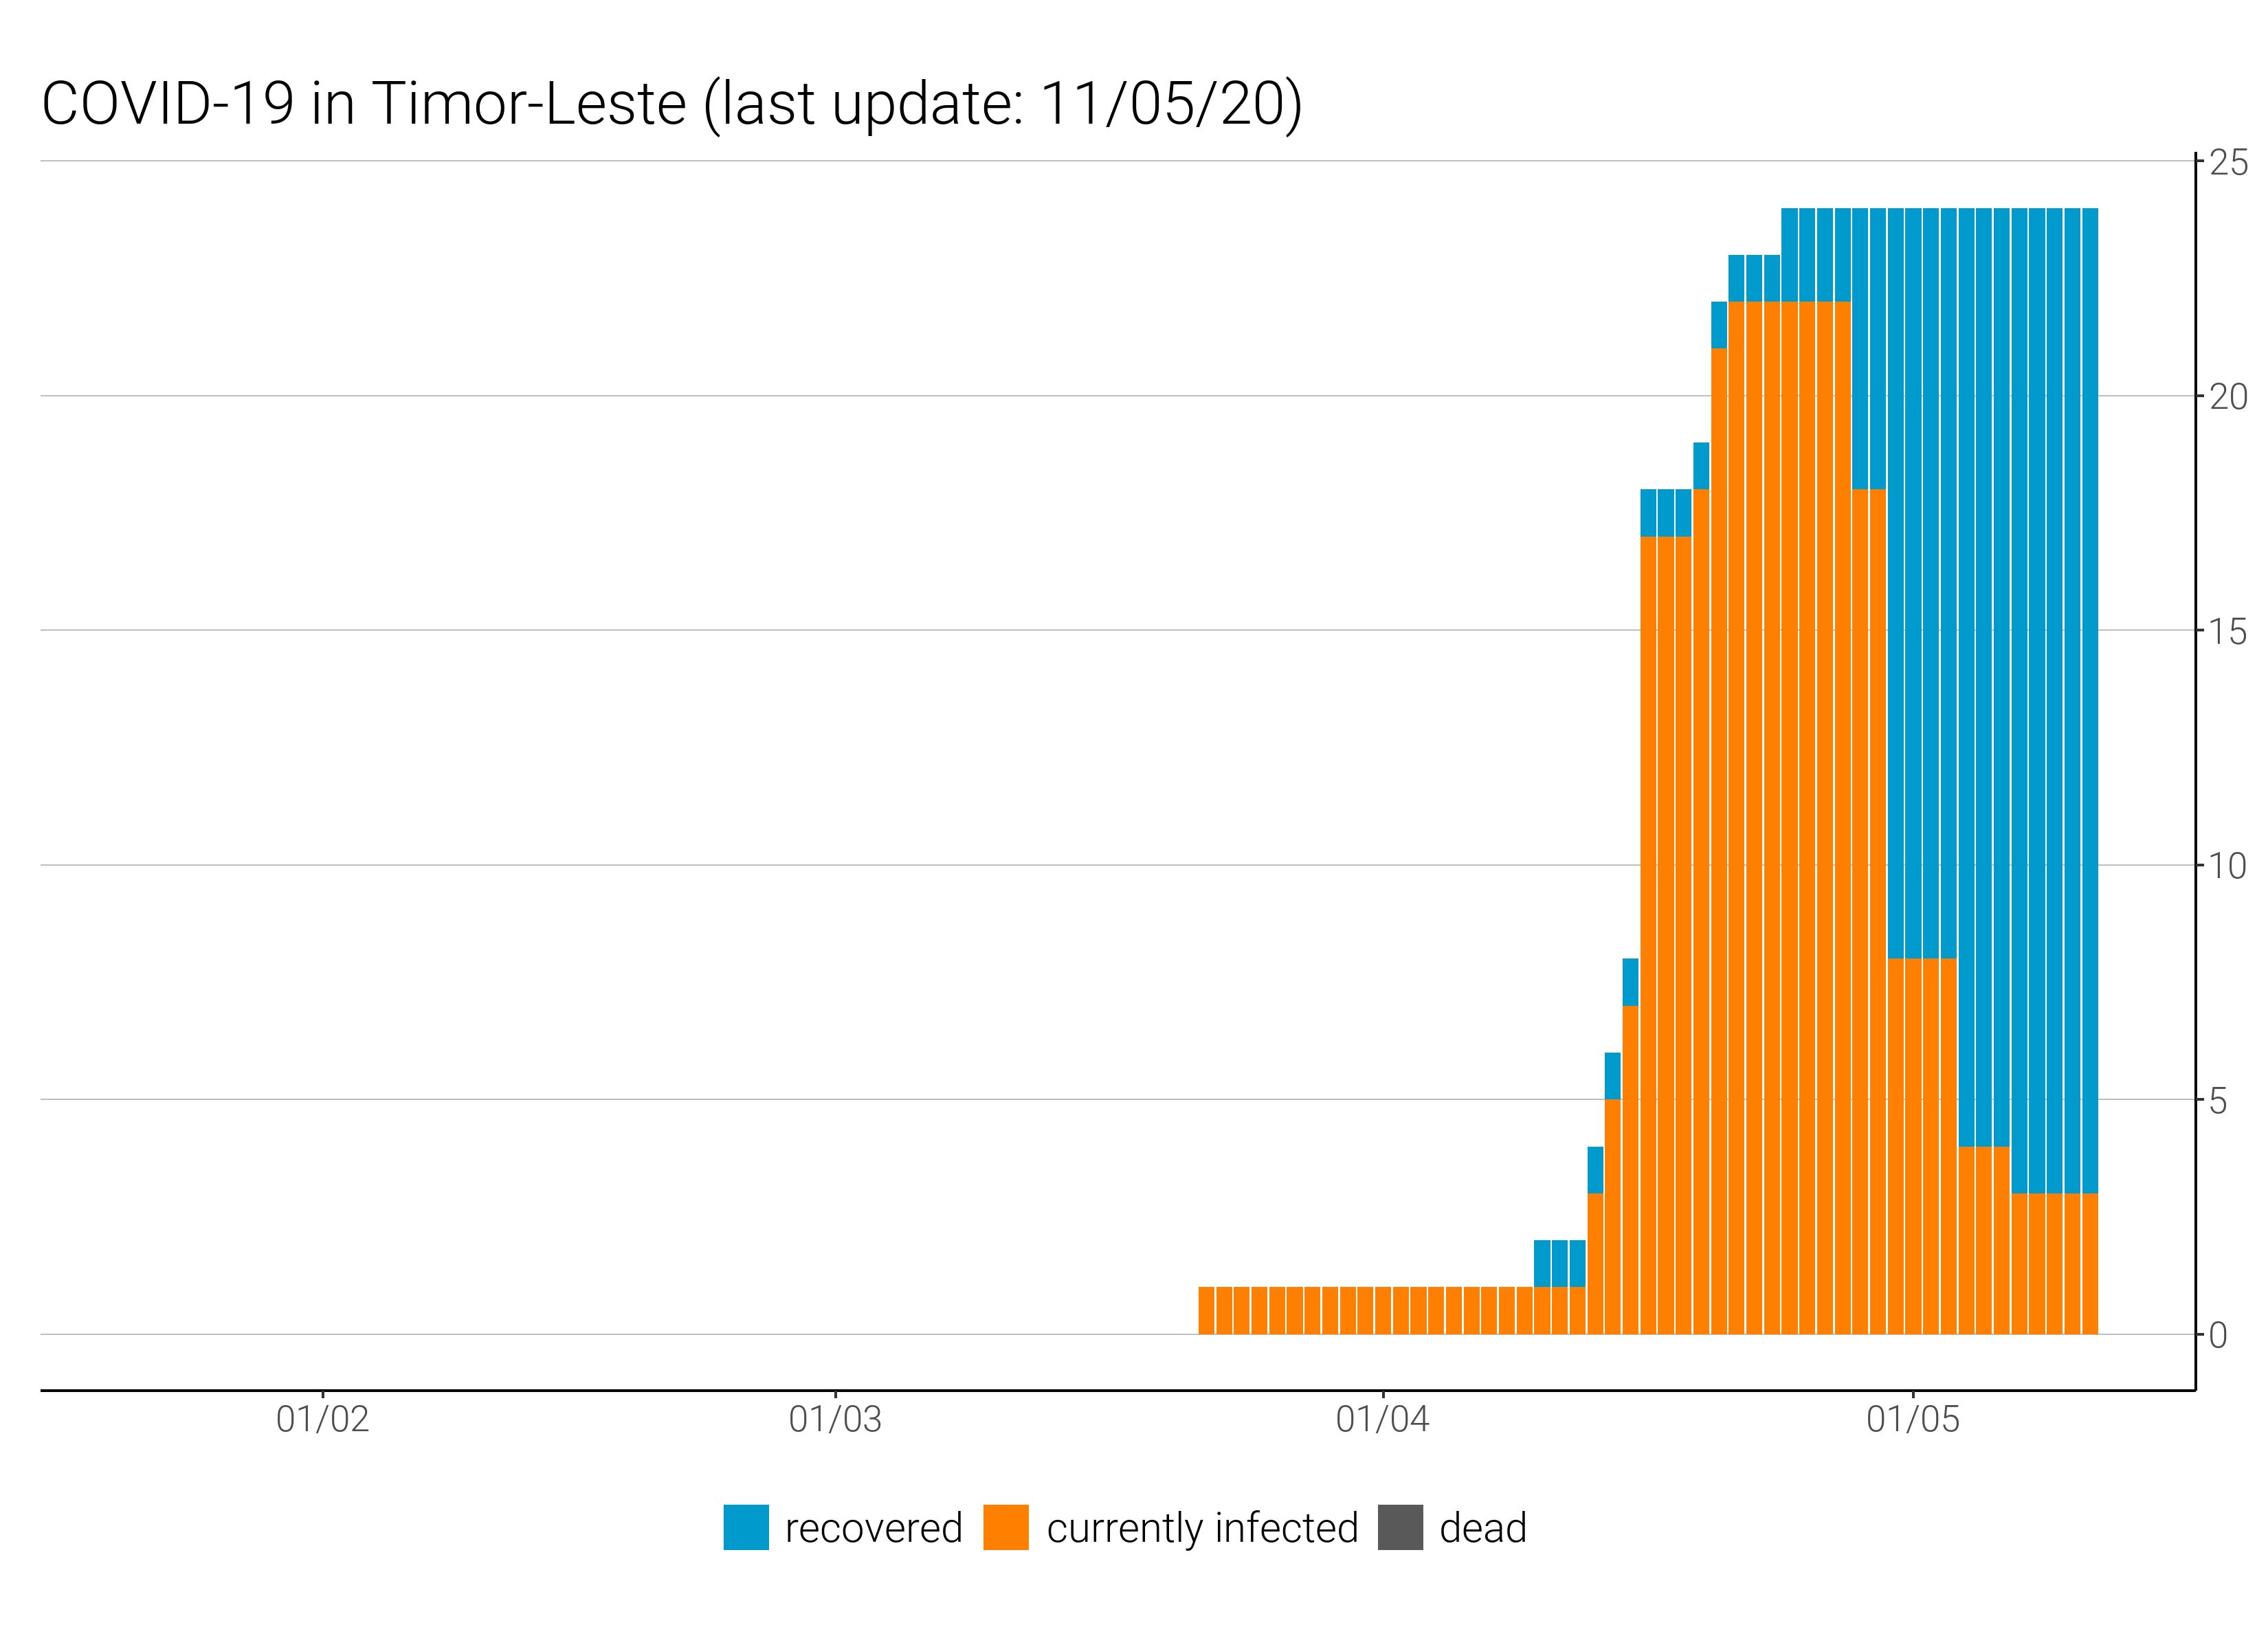 COVID-19 in Timor-Leste (last update: 11/05/20)
25
20
15
10
5
0
01/02 01/03 01/04 01/05
recovered currently infected dead